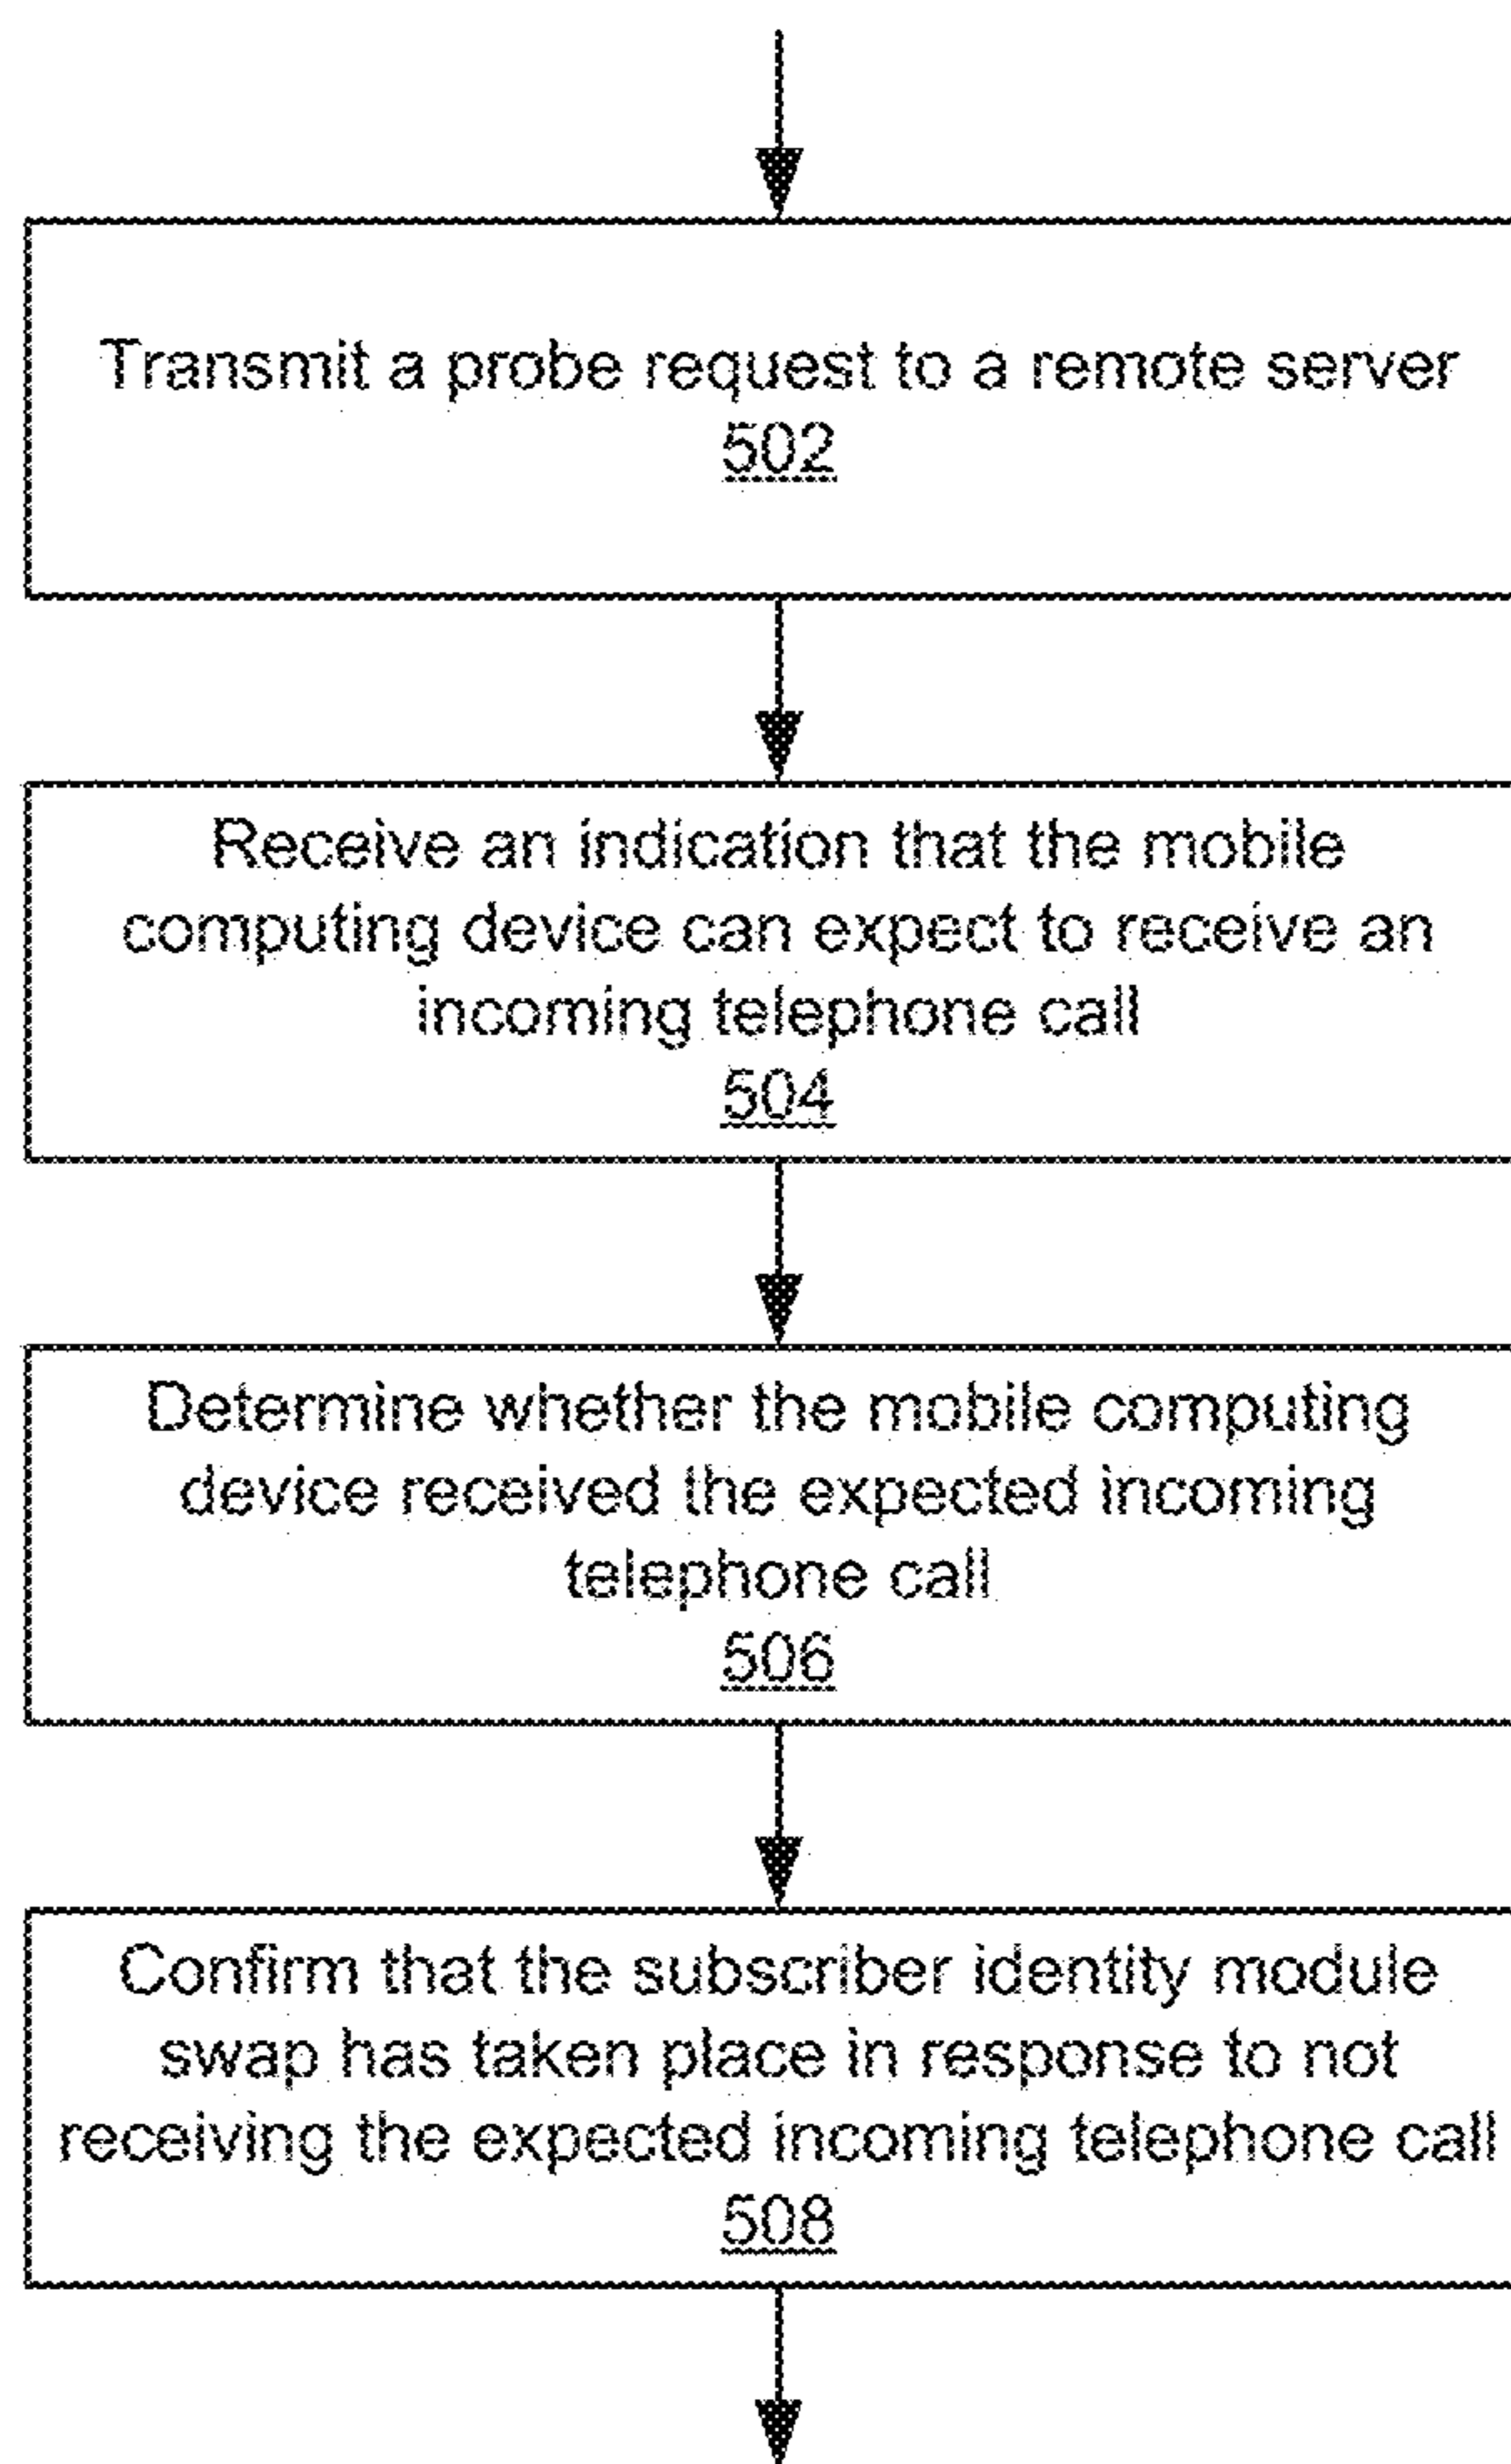 Transmit a probe request to a remote server
502
Receive an indication that the mobile
computing device can expect to receive an
incoming telephone call
504
Determine whether the mobile computing
device received the expected incoming
telephone call
506
Confirm that the subscriber identity module
swap has taken place in response to not
receiving the expected incoming telephone call
508